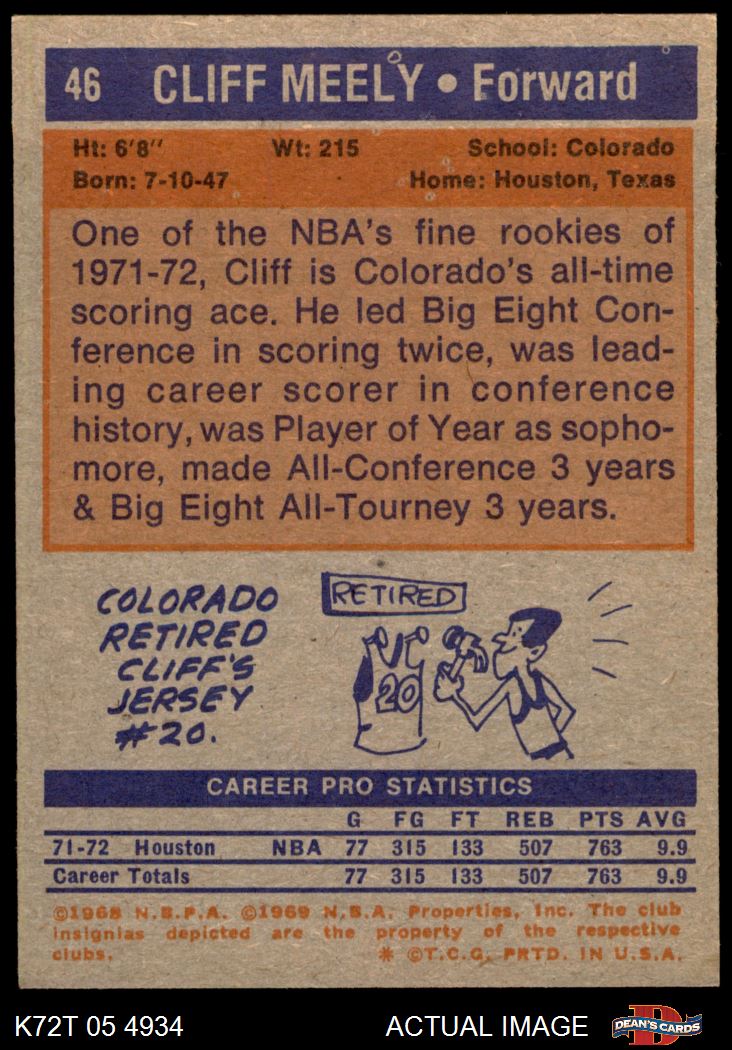 46 CLIFF MEELY • Forward
Ht: 6'8" Wt: 215 School: Colorado
Born: 7-10-47 Home: Houston, Texas
One of the NBA's fine rookies of
1971-72, Cliff is Colorado's all-time
scoring ace. He led Big Eight Con-
ference in scoring twice, was lead-
ing career scorer in conference
history, was Player of Year as sopho-
more, made All-Conference 3 years
& Big Eight All-Tourney 3 years.
COLORADO
RETIRED
CLIFF'S
JERSEY
#20.
RETIRED
20
CAREER PRO STATISTICS
G FG FT REB PTS AVG
71-72 Houston NBA 77 315 133 507 763 9.9
Career Totals 77 315 133 507 763 9.9
©1968 N.B.P.A. ©1969 N.B.A. Properties, Inc. The club
insignias depicted are the property of the respective
clubs. * ©T.C.G. PRTD. IN U.S.A.
K72T 05 4934 ACTUAL IMAGE
D
DEAN'S CARDS